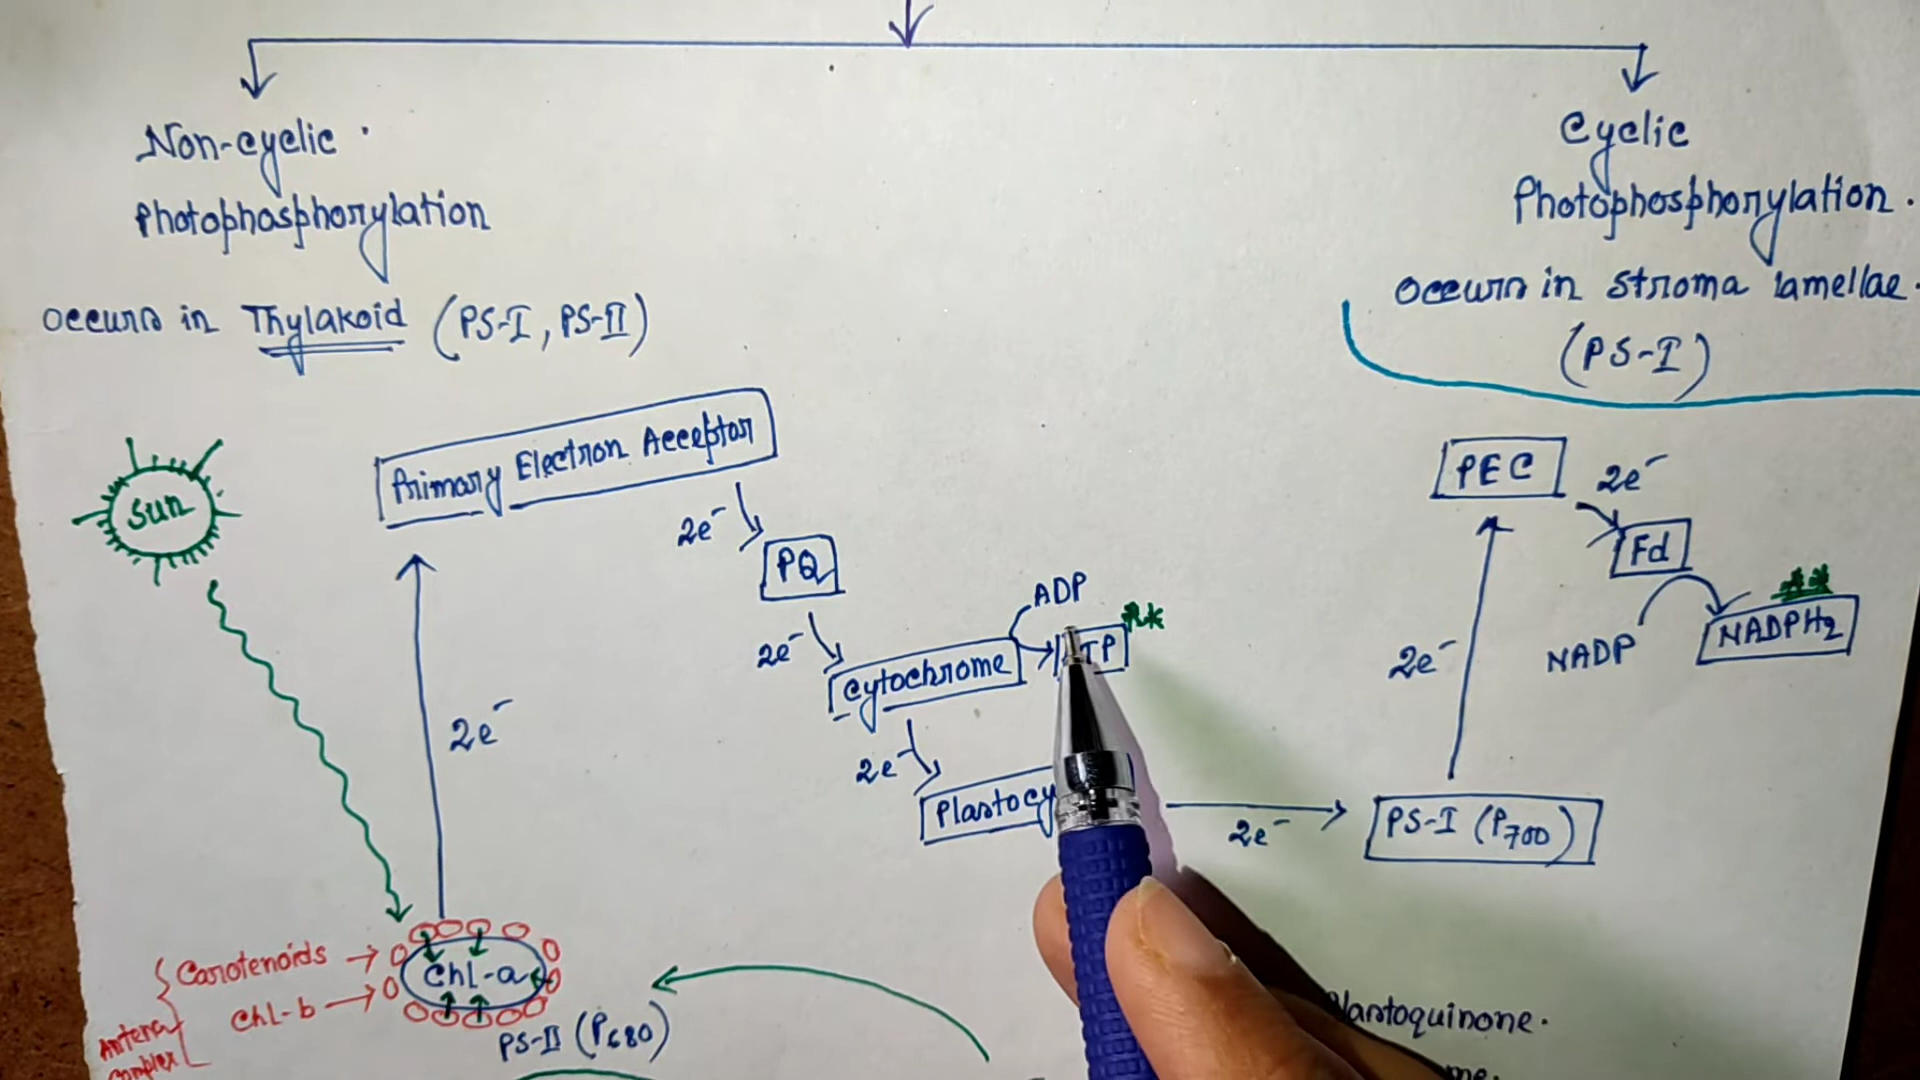 Non-cyclic
Photophosphorylation
occurs in Thylakoid (PS-I, PS-II)
Cyclic
Photophosphorylation.
occurs in stroma lamellae.
(PS-I)
Sun
Primary Electron Acceptor
2e⁻
PQ
2e⁻
Cytochrome
ADP
2e⁻
2e⁻
2e⁻
PS-I (P700)
2e⁻
PEC
2e⁻
Fd
NADP
NADPH2
Carotenoids
Chl-b
Antena
complex
Chl-a
PS-II (P680)